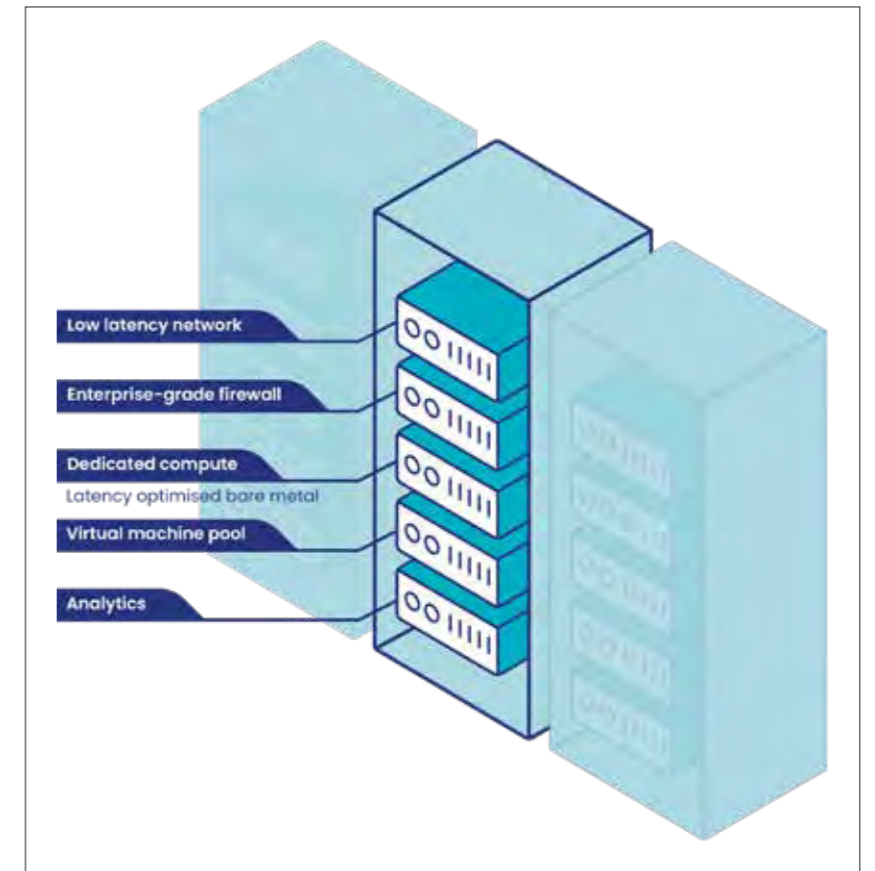 Low latency network
Enterprise-grade firewall
Dedicated compute
Latency optimised bare metal
Virtual machine pool
Analytics